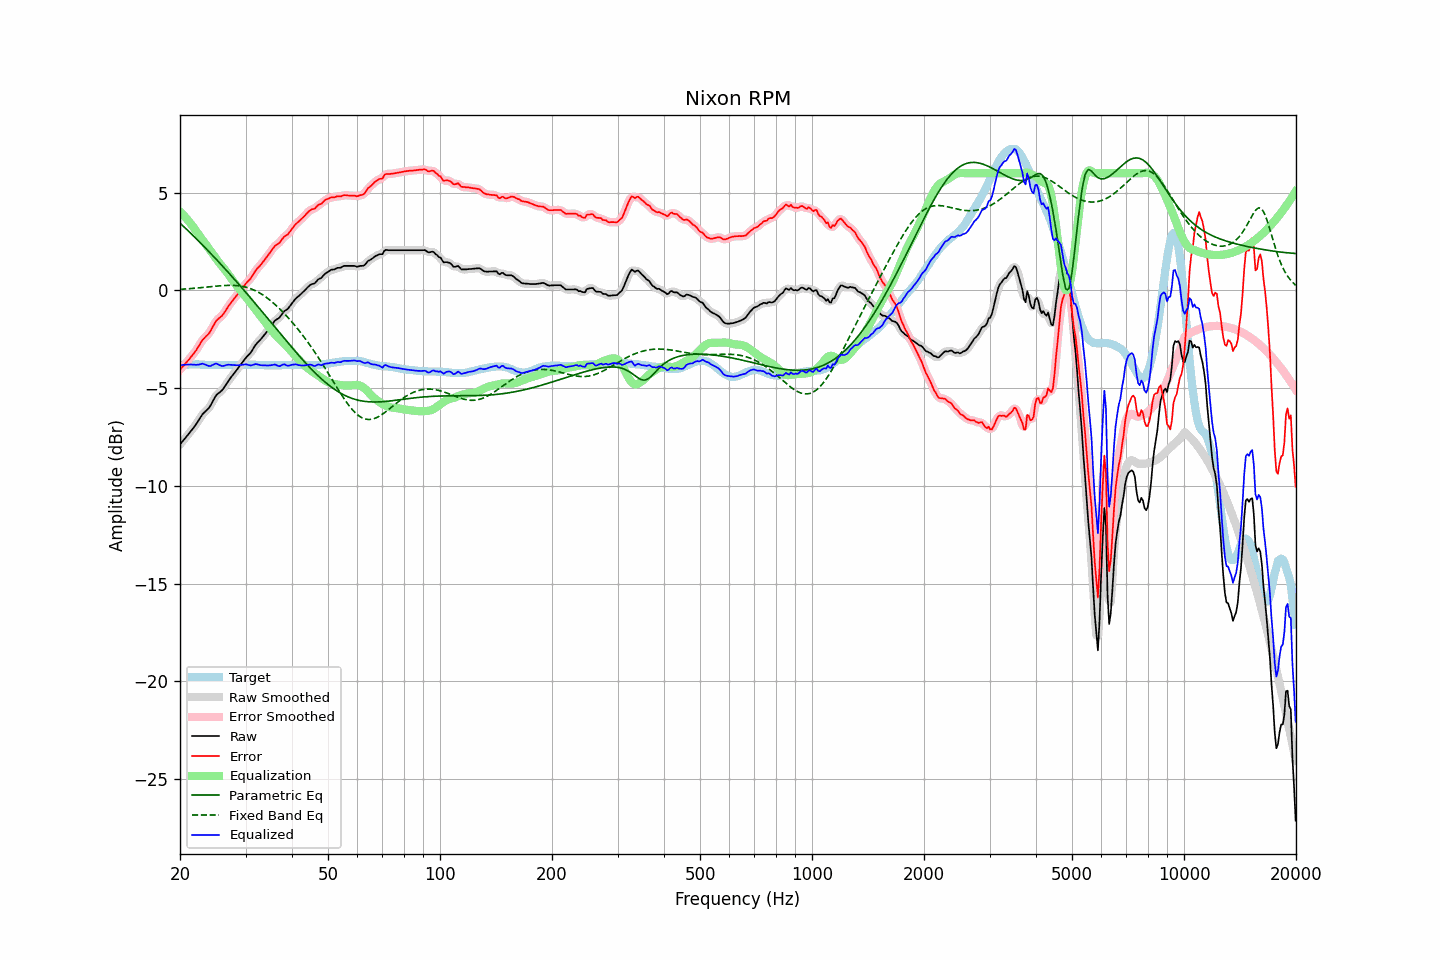 Nixon RPM
Amplitude (dBr)
5
0
−5
−10
−15
−20
−25
Target
Raw Smoothed
Error Smoothed
Raw
Error
Equalization
Parametric Eq
Fixed Band Eq
Equalized
20 50 100 200 500 1000 2000 5000 10000 20000
Frequency (Hz)